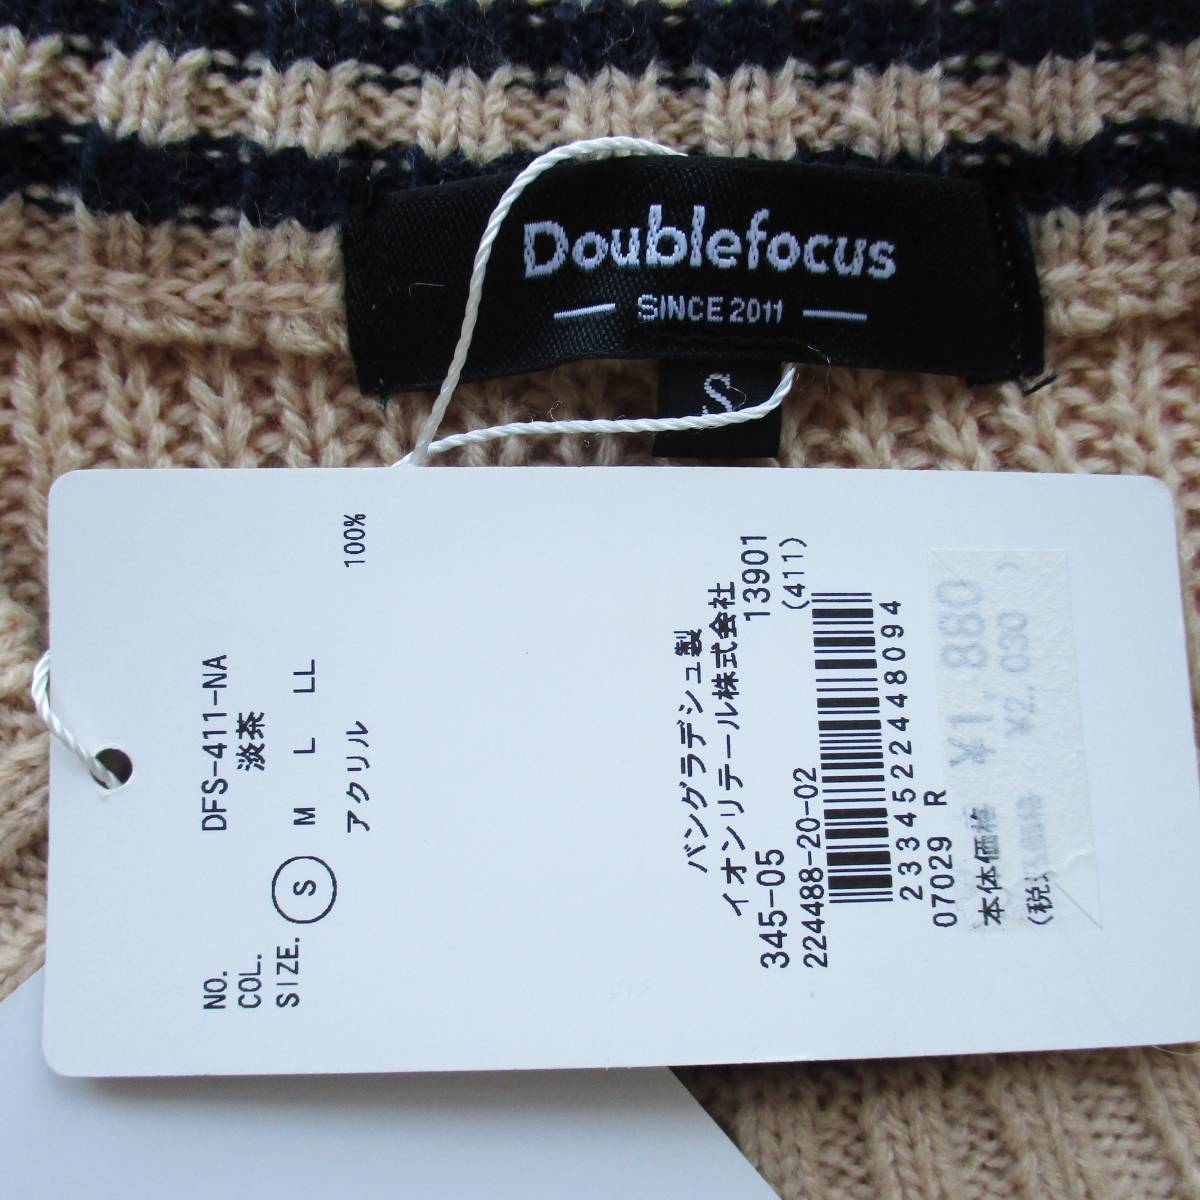 Doublefocus
SINCE 2011
S
NO. DFS-411-NA
COL. 淡茶
SIZE. S M L LL
アクリル 100%
バングラデシュ製
イオンリテール株式会社
345-05 13901
224488-20-02 (411)
2334522448094
07029 R
本体価格 ¥1,880
(税込価格 ¥2,030)